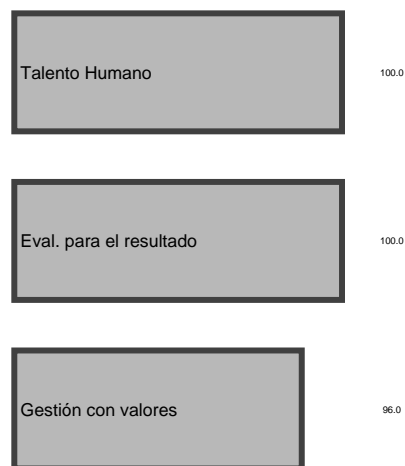 Talento Humano 100.0
Eval. para el resultado 100.0
Gestión con valores 96.0